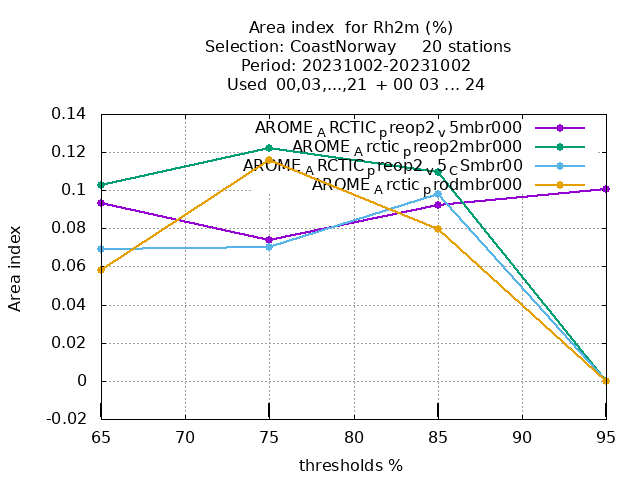 Area index  for Rh2m (%)
Selection: CoastNorway     20 stations
Period: 20231002-20231002
Used  00,03,...,21  + 00 03 ... 24
AROME_ARCTIC_preop2_v5mbr000
AROME_Arctic_preop2mbr000
AROME_ARCTIC_preop2_v5_CSmbr00
AROME_Arctic_prodmbr000
0.14
0.12
0.1
0.08
0.06
0.04
0.02
0
-0.02
Area index
65 70 75 80 85 90 95
thresholds %